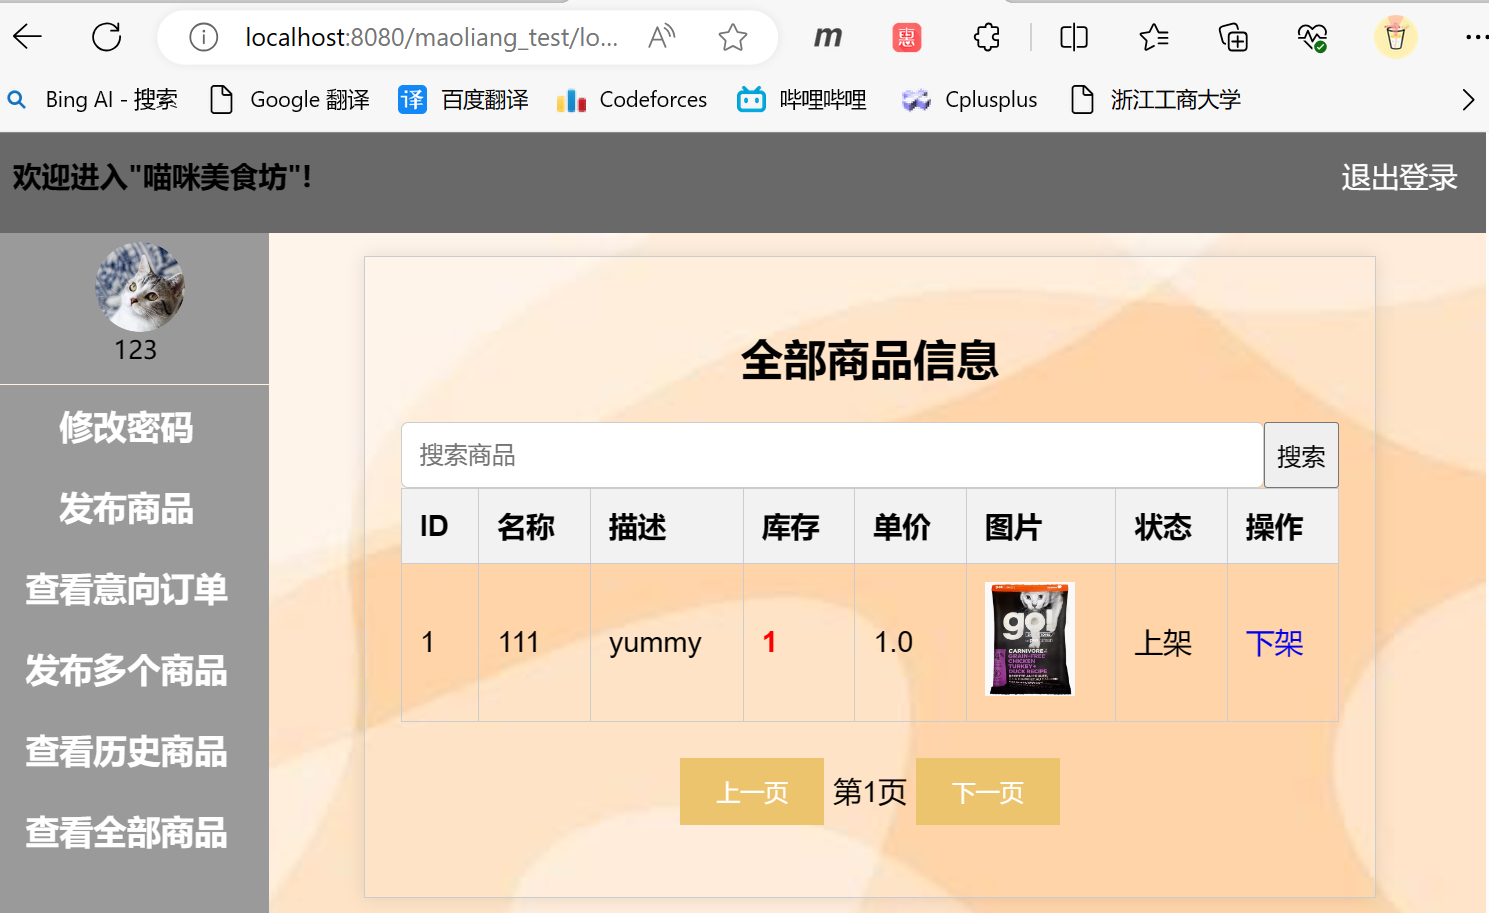 localhost:8080/maoliang_test/lo...
m
惠
Bing AI - 搜索
Google 翻译
译 百度翻译
Codeforces
哔哩哔哩
Cplusplus
浙江工商大学
欢迎进入"喵咪美食坊"!
退出登录
123
修改密码
发布商品
查看意向订单
发布多个商品
查看历史商品
查看全部商品
全部商品信息
搜索商品 搜索
ID 名称 描述 库存 单价 图片 状态 操作
1 111 yummy 1 1.0 上架 下架
go!
CARNIVORE
GRAIN-FREE
CHICKEN
TURKEY+
DUCK RECIPE
上一页 第1页 下一页